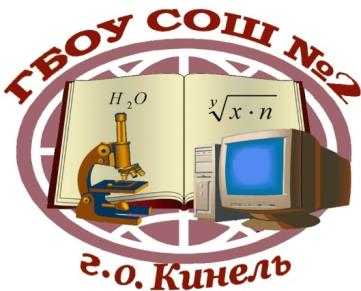 ГБОУ СОШ №2
H₂O
ʸ√x · n
г.о. Кинель